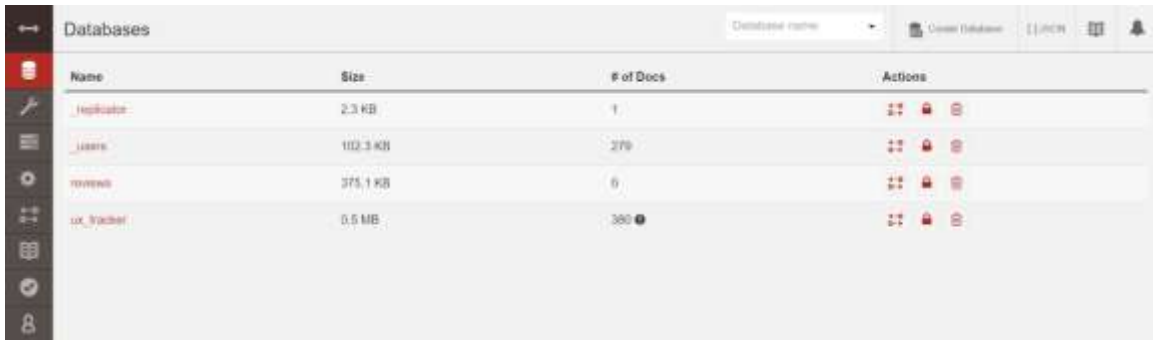 Databases
Database name
Create Database
{} JSON
Name Size # of Docs Actions
_replicator 2.3 KB 1
_users 102.3 KB 279
reviews 375.1 KB 6
ux_tracker 0.5 MB 380